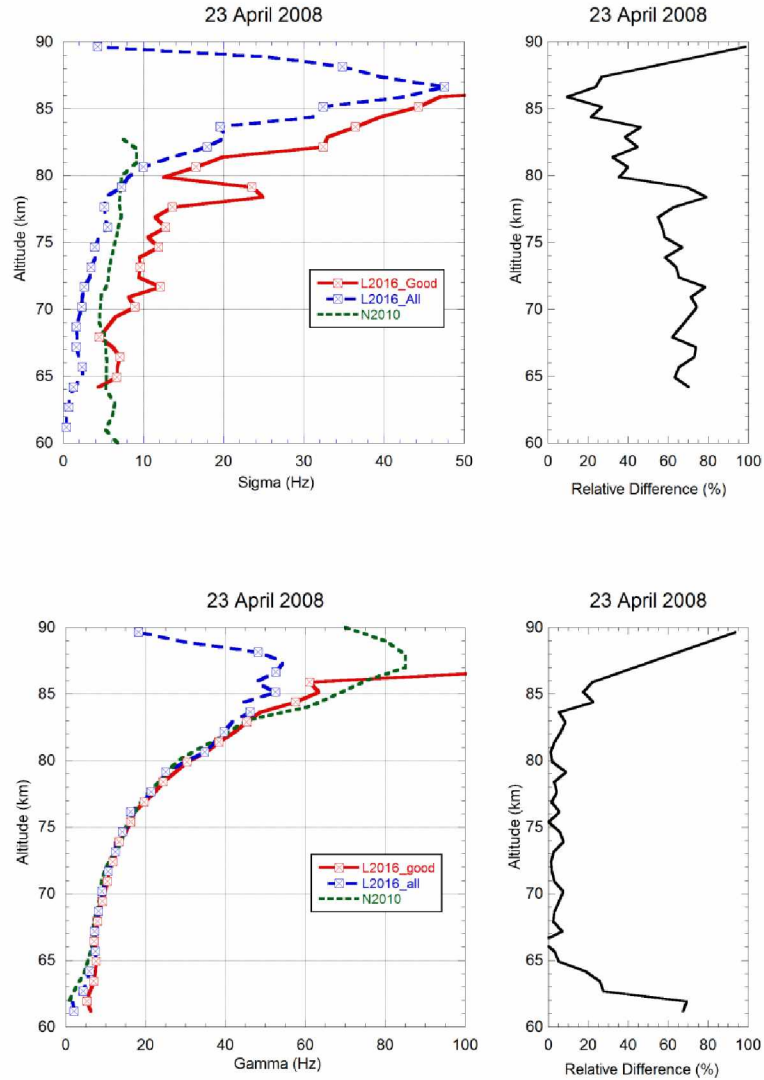 23 April 2008
90
85
80
75
70
65
60
Altitude (km)
L2016_Good
L2016_All
N2010
0 10 20 30 40 50
Sigma (Hz)
23 April 2008
90
85
80
75
70
65
60
Altitude (km)
0 20 40 60 80 100
Relative Difference (%)
23 April 2008
90
85
80
75
70
65
60
Altitude (km)
L2016_good
L2016_all
N2010
0 20 40 60 80 100
Gamma (Hz)
23 April 2008
90
85
80
75
70
65
60
Altitude (km)
0 20 40 60 80 100
Relative Difference (%)